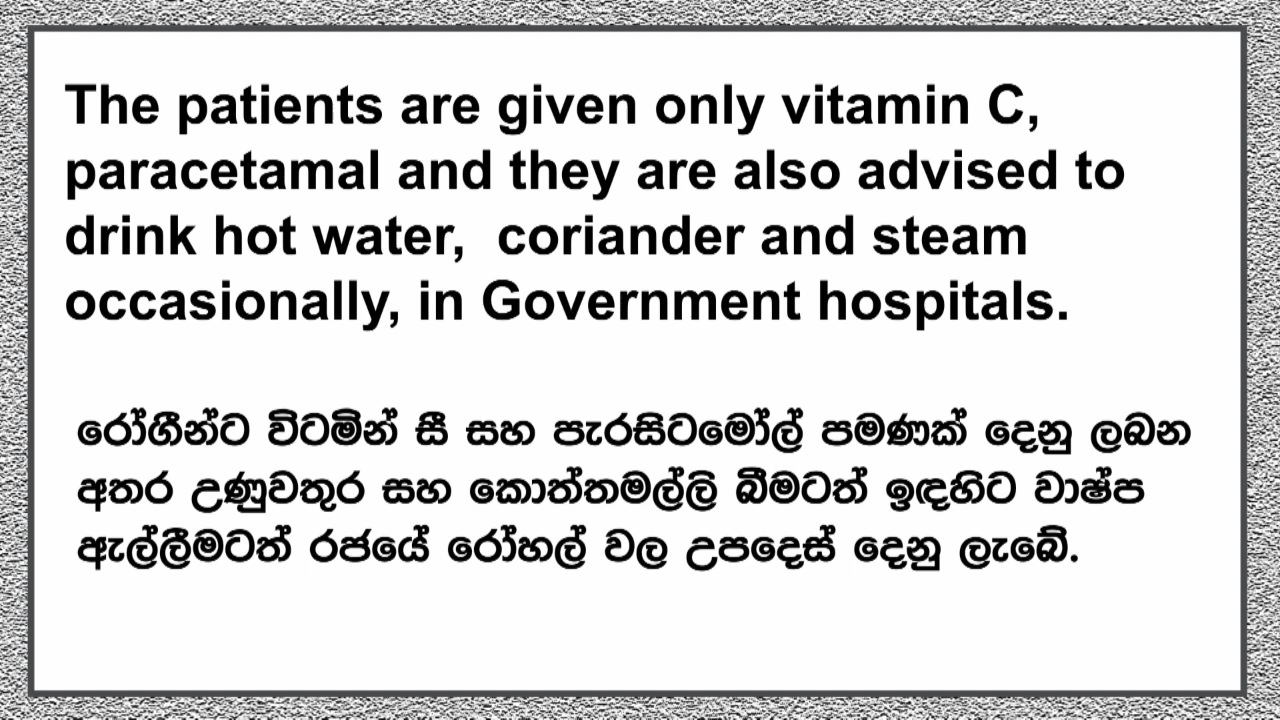 The patients are given only vitamin C,
paracetamal and they are also advised to
drink hot water,  coriander and steam
occasionally, in Government hospitals.
රෝගීන්ට විටමින් සී සහ පැරසිටමෝල් පමණක් දෙනු ලබන
අතර උණුවතුර සහ කොත්තමල්ලි බීමටත් ඉඳහිට වාෂ්ප
ඇල්ලීමටත් රජයේ රෝහල් වල උපදෙස් දෙනු ලැබේ.